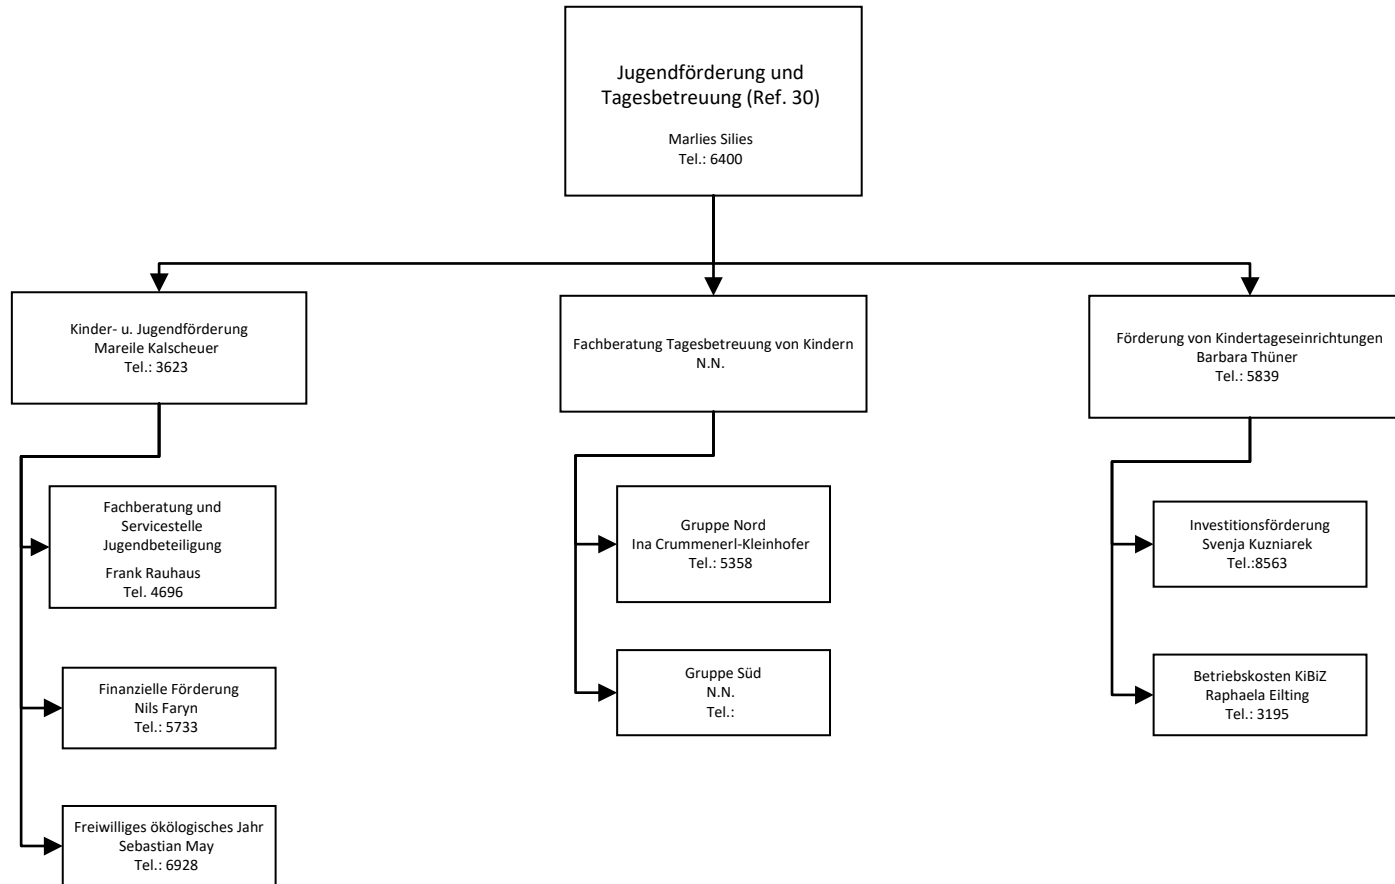 Jugendförderung und
Tagesbetreuung (Ref. 30)
Marlies Silies
Tel.: 6400
Kinder- u. Jugendförderung
Mareile Kalscheuer
Tel.: 3623
Fachberatung Tagesbetreuung von Kindern
N.N.
Förderung von Kindertageseinrichtungen
Barbara Thüner
Tel.: 5839
Fachberatung und
Servicestelle
Jugendbeteiligung
Frank Rauhaus
Tel. 4696
Finanzielle Förderung
Nils Faryn
Tel.: 5733
Freiwilliges ökologisches Jahr
Sebastian May
Tel.: 6928
Gruppe Nord
Ina Crummenerl-Kleinhofer
Tel.: 5358
Gruppe Süd
N.N.
Tel.:
Investitionsförderung
Svenja Kuzniarek
Tel.:8563
Betriebskosten KiBiZ
Raphaela Eilting
Tel.: 3195